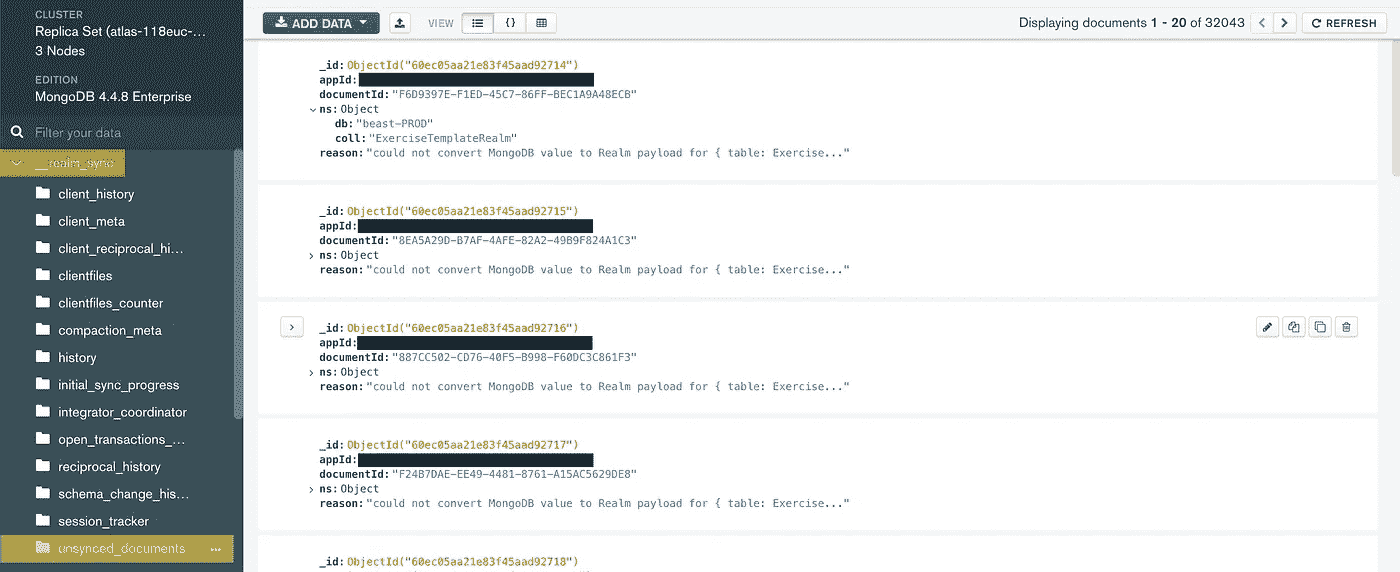 CLUSTER
Replica Set (atlas-118euc-...
3 Nodes
EDITION
MongoDB 4.4.8 Enterprise
Filter your data
__realm_sync
client_history
client_meta
client_reciprocal_hi...
clientfiles
clientfiles_counter
compaction_meta
history
initial_sync_progress
integrator_coordinator
open_transactions_...
reciprocal_history
schema_change_his...
session_tracker
unsynced_documents ...
ADD DATA
VIEW
{}
Displaying documents 1 - 20 of 32043
REFRESH
_id: ObjectId("60ec05aa21e83f45aad92714")
appId:
documentId: "F6D9397E-F1ED-45C7-86FF-BEC1A9A48ECB"
ns: Object
db: "beast-PROD"
coll: "ExerciseTemplateRealm"
reason: "could not convert MongoDB value to Realm payload for { table: Exercise..."
_id: ObjectId("60ec05aa21e83f45aad92715")
appId:
documentId: "8EA5A29D-B7AF-4AFE-82A2-49B9F824A1C3"
ns: Object
reason: "could not convert MongoDB value to Realm payload for { table: Exercise..."
_id: ObjectId("60ec05aa21e83f45aad92716")
appId:
documentId: "887CC502-CD76-40F5-B998-F60DC3C861F3"
ns: Object
reason: "could not convert MongoDB value to Realm payload for { table: Exercise..."
_id: ObjectId("60ec05aa21e83f45aad92717")
appId:
documentId: "F24B7DAE-EE49-4481-8761-A15AC5629DE8"
ns: Object
reason: "could not convert MongoDB value to Realm payload for { table: Exercise..."
_id: ObjectId("60ec05aa21e83f45aad92718")